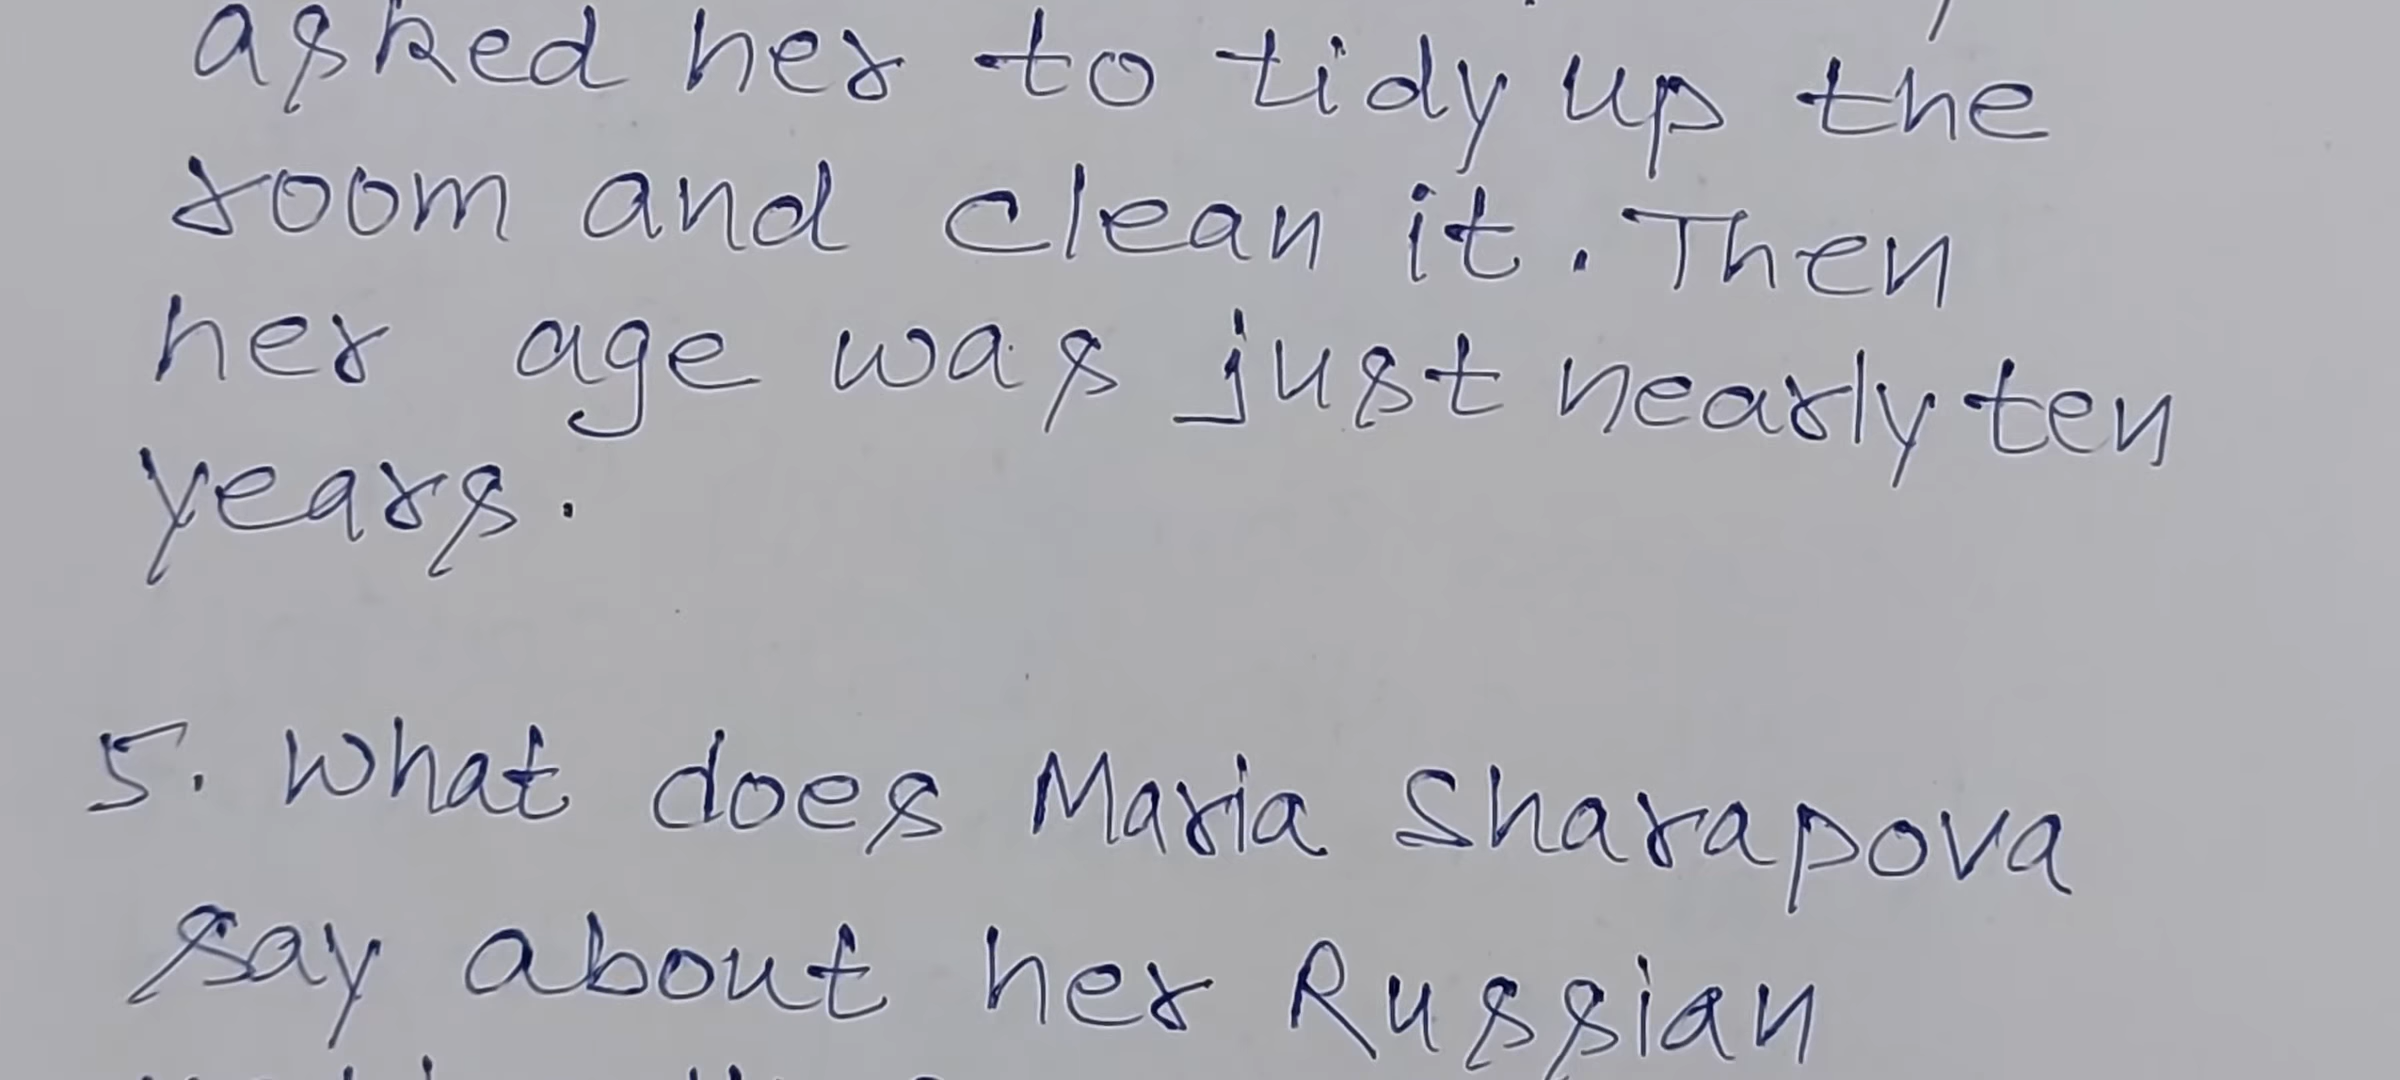 asked her to tidy up the
room and clean it. Then
her age was just nearly ten
years.
5. What does Maria Sharapova
say about her Russian